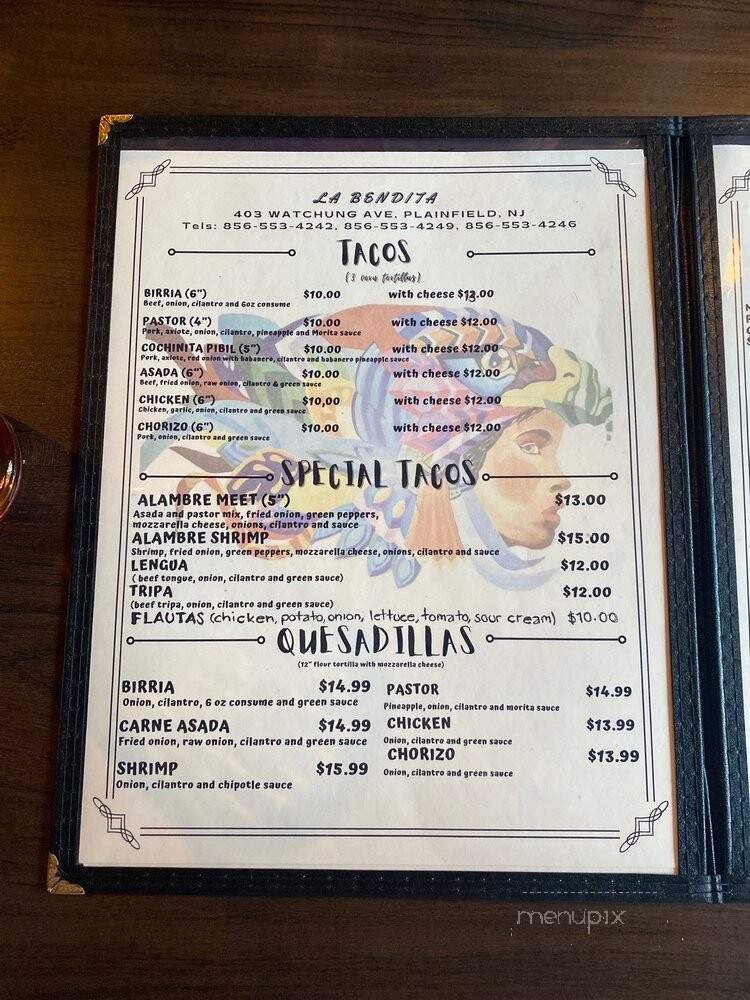 LA BENDITA
403 WATCHUNG AVE, PLAINFIELD, NJ
Tels: 856-553-4242, 856-553-4249, 856-553-4246
TACOS
(3 corn tortillas)
BIRRIA (6") $10.00 with cheese $13.00
Beef, onion, cilantro and 6oz consume
PASTOR (4") $10.00 with cheese $12.00
Pork, axiote, onion, cilantro, pineapple and Morita sauce
COCHINITA PIBIL (5") $10.00 with cheese $12.00
Pork, axiote, red onion with habanero, cilantro and habanero pineapple sauce
ASADA (6") $10.00 with cheese $12.00
Beef, fried onion, raw onion, cilantro & green sauce
CHICKEN (6") $10,00 with cheese $12.00
Chicken, garlic, onion, cilantro and green sauce
CHORIZO (6") $10.00 with cheese $12.00
Pork, onion, cilantro and green sauce
SPECIAL TACOS
ALAMBRE MEET (5") $13.00
Asada and pastor mix, fried onion, green peppers,
mozzarella cheese, onions, cilantro and sauce
ALAMBRE SHRIMP $15:00
Shrimp, fried onion, green peppers, mozzarella cheese, onions, cilantro and sauce
LENGUA $12.00
( beef tongue, onion, cilantro and green sauce)
TRIPA $12.00
(beef tripa, onion, cilantro and green sauce)
FLAUTAS (chicken, potato, onion, lettuce, tomato, sour cream) $10.00
QUESADILLAS
(12" flour tortilla with mozzarella cheese)
BIRRIA $14.99
Onion, cilantro, 6 oz consume and green sauce
CARNE ASADA $14.99
Fried onion, raw onion, cilantro and green sauce
SHRIMP $15.99
Onion, cilantro and chipotle sauce
PASTOR $14.99
Pineapple, onion, cilantro and morita sauce
CHICKEN $13.99
Onion, cilantro and green sauce
CHORIZO $13.99
Onion, cilantro and green sauce
menupix